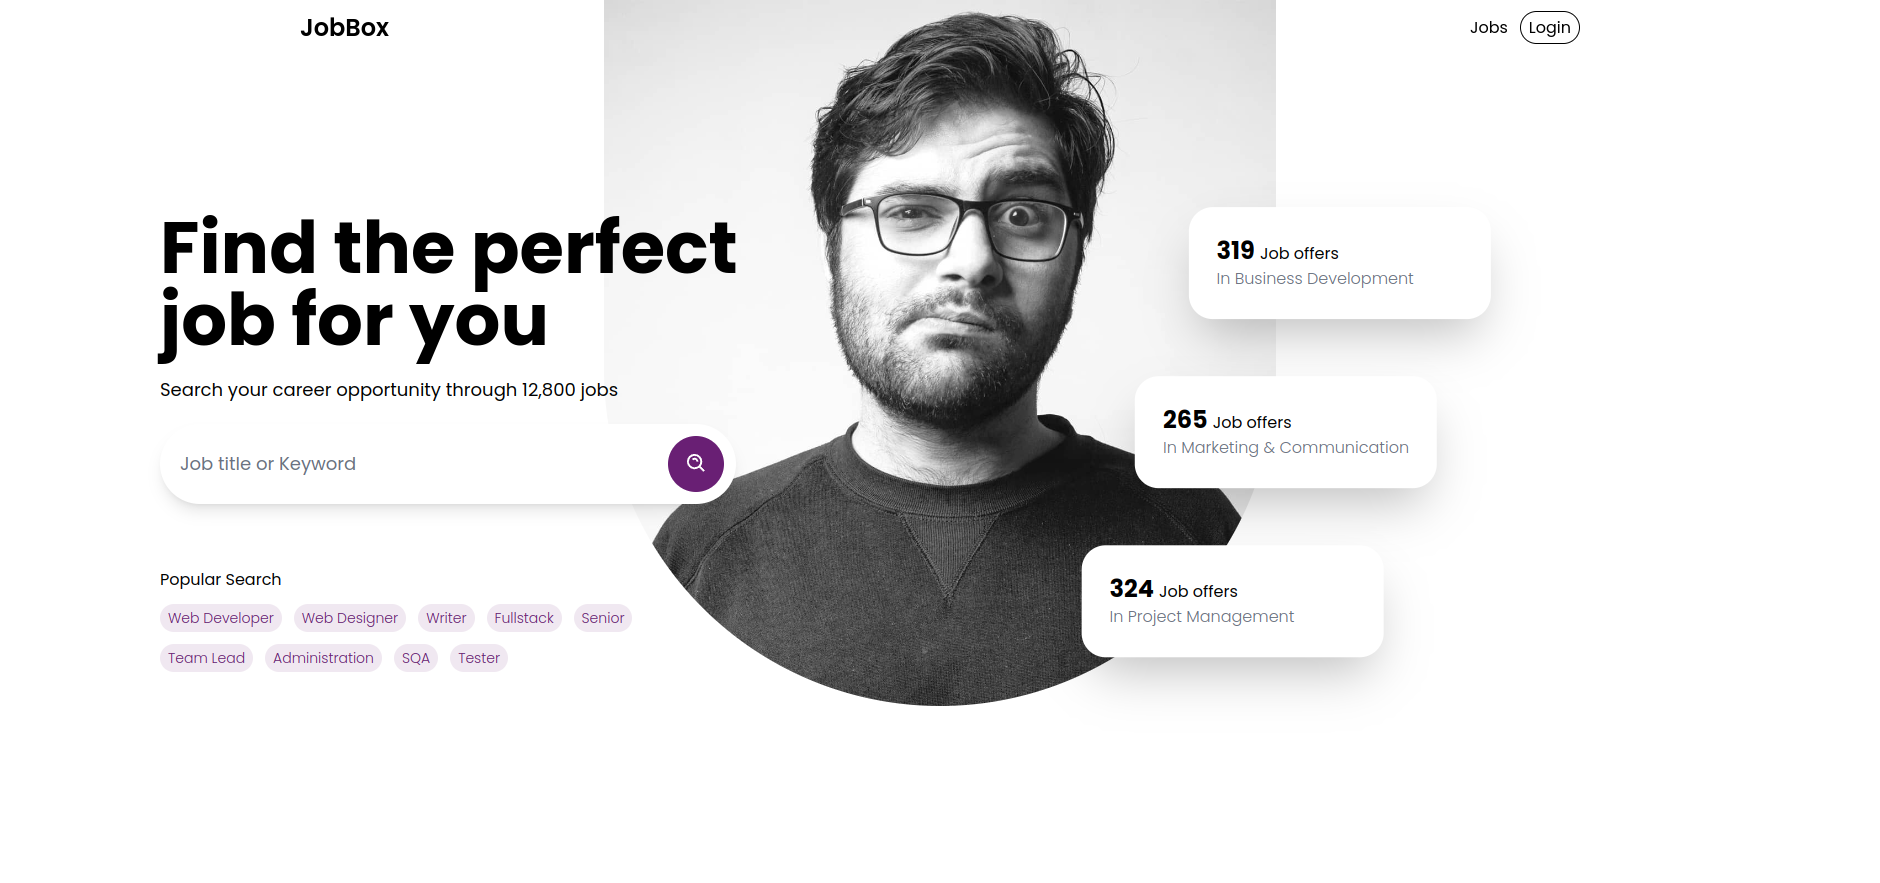 JobBox
Jobs
Login
Find the perfect
job for you
Search your career opportunity through 12,800 jobs
Job title or Keyword
Popular Search
Web Developer
Web Designer
Writer
Fullstack
Senior
Team Lead
Administration
SQA
Tester
319 Job offers
In Business Development
265 Job offers
In Marketing & Communication
324 Job offers
In Project Management